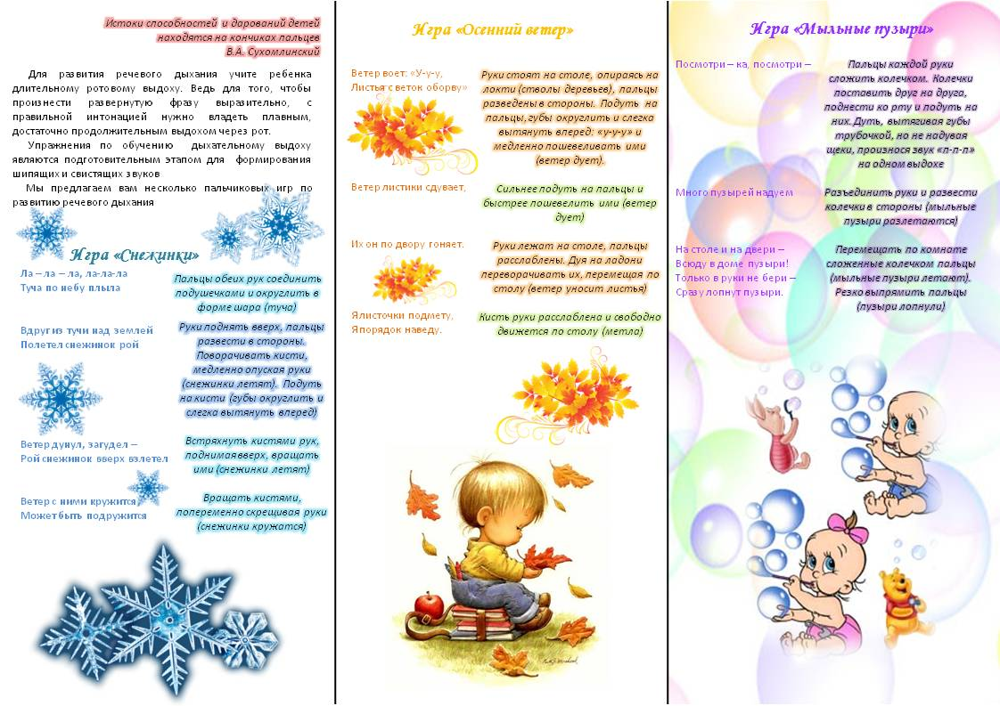 Истоки способностей и дарований детей
находятся на кончиках пальцев
В.А. Сухомлинский
Для развития речевого дыхания учите ребенка
длительному ротовому выдоху. Ведь для того, чтобы
произнести развернутую фразу выразительно, с
правильной интонацией нужно владеть плавным,
достаточно продолжительным выдохом через рот.
Упражнения по обучению дыхательному выдоху
являются подготовительным этапом для формирования
шипящих и свистящих звуков
Мы предлагаем вам несколько пальчиковых игр по
развитию речевого дыхания
Игра «Снежинки»
Ла – ла – ла, ла-ла-ла
Туча по небу плыла
Пальцы обеих рук соединить
подушечками и округлить в
форме шара (туча)
Вдруг из тучи над землей
Полетел снежинок рой
Руки поднять вверх, пальцы
развести в стороны.
Поворачивать кисти,
медленно опуская руки
(снежинки летят). Подуть
на кисти (губы округлить и
слегка вытянуть вперед)
Ветер дунул, загудел –
Рой снежинок вверх взлетел
Встряхнуть кистями рук,
поднимая вверх, вращать
ими (снежинки летят)
Ветер с ними кружится,
Может быть подружится
Вращать кистями,
попеременно скрещивая руки
(снежинки кружатся)
Игра «Осенний ветер»
Ветер воет: «У-у-у,
Листья с веток оборву»
Руки стоят на столе, опираясь на
локти (стволы деревьев), пальцы
разведены в стороны. Подуть на
пальцы, губы округлить и слегка
вытянуть вперед: «у-у-у» и
медленно пошевеливать ими
(ветер дует).
Ветер листики сдувает,
Сильнее подуть на пальцы и
быстрее пошевелить ими (ветер
дует)
Их он по двору гоняет.
Руки лежат на столе, пальцы
расслаблены. Дуя на ладони
переворачивать их, перемещая по
столу (ветер уносит листья)
Я листочки подмету,
Я порядок наведу.
Кисть руки расслаблена и свободно
движется по столу (метла)
Игра «Мыльные пузыри»
Посмотри – ка, посмотри –
Пальцы каждой руки
сложить колечком. Колечки
поставить друг на друга,
поднести ко рту и подуть на
них. Дуть, вытягивая губы
трубочкой, но не надувая
щеки, произнося звук «п-п-п»
на одном выдохе
Много пузырей надуем
Разъединить руки и развести
колечки в стороны (мыльные
пузыри разлетаются)
На столе и на двери –
Всюду в доме пузыри!
Только в руки не бери –
Сразу лопнут пузыри.
Перемещать по комнате
сложенные колечком пальцы
(мыльные пузыри летают).
Резко выпрямить пальцы
(пузыри лопнули)